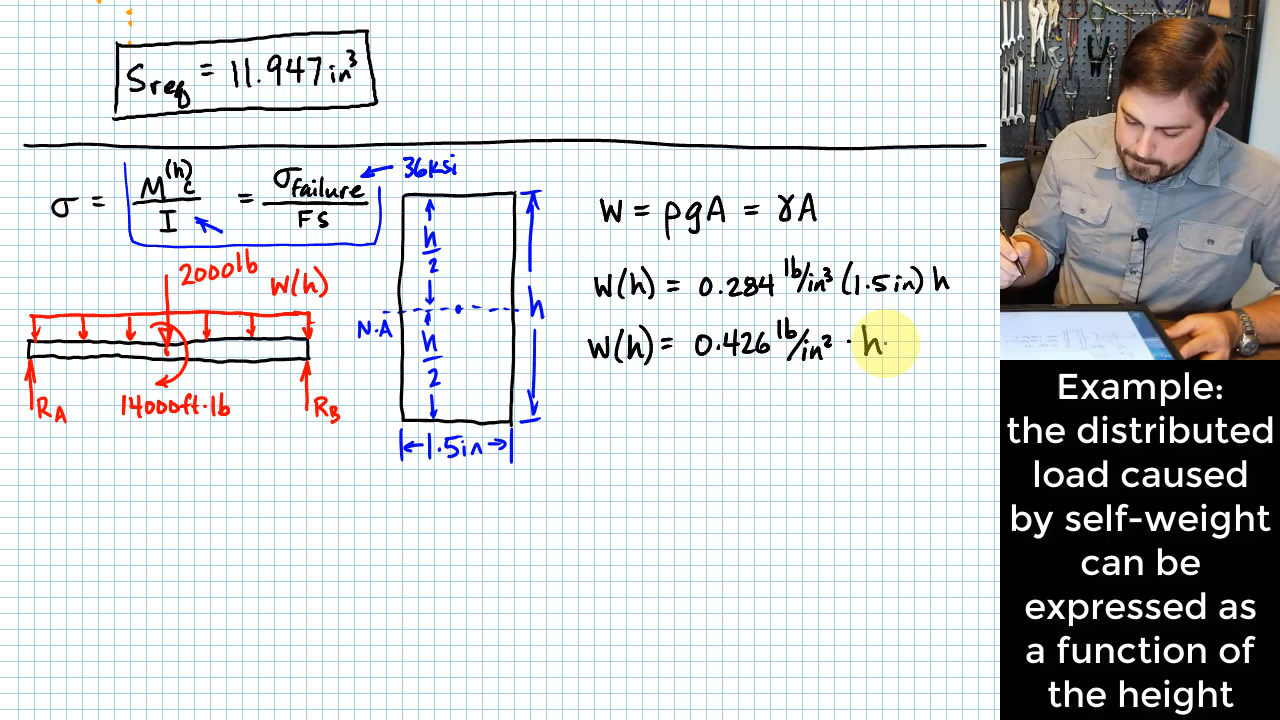 Sreq = 11.947 in³
σ = M(h)c / I = σfailure / FS
36ksi
2000lb
W(h)
RA
14000ft·lb
RB
h/2
N.A
h/2
h
1.5in
W = ρgA = γA
W(h) = 0.284 lb/in³ (1.5in) h
W(h) = 0.426 lb/in² · h
Example:
the distributed
load caused
by self-weight
can be
expressed as
a function of
the height